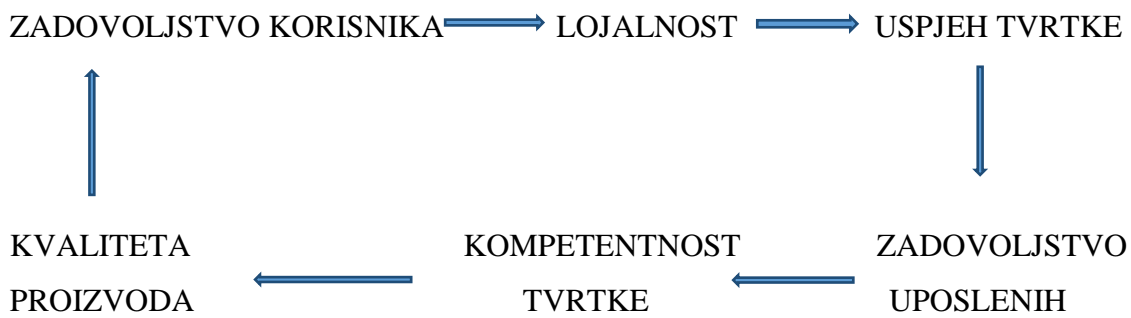 ZADOVOLJSTVO KORISNIKA LOJALNOST USPJEH TVRTKE
KVALITETA KOMPETENTNOST ZADOVOLJSTVO
PROIZVODA TVRTKE UPOSLENIH